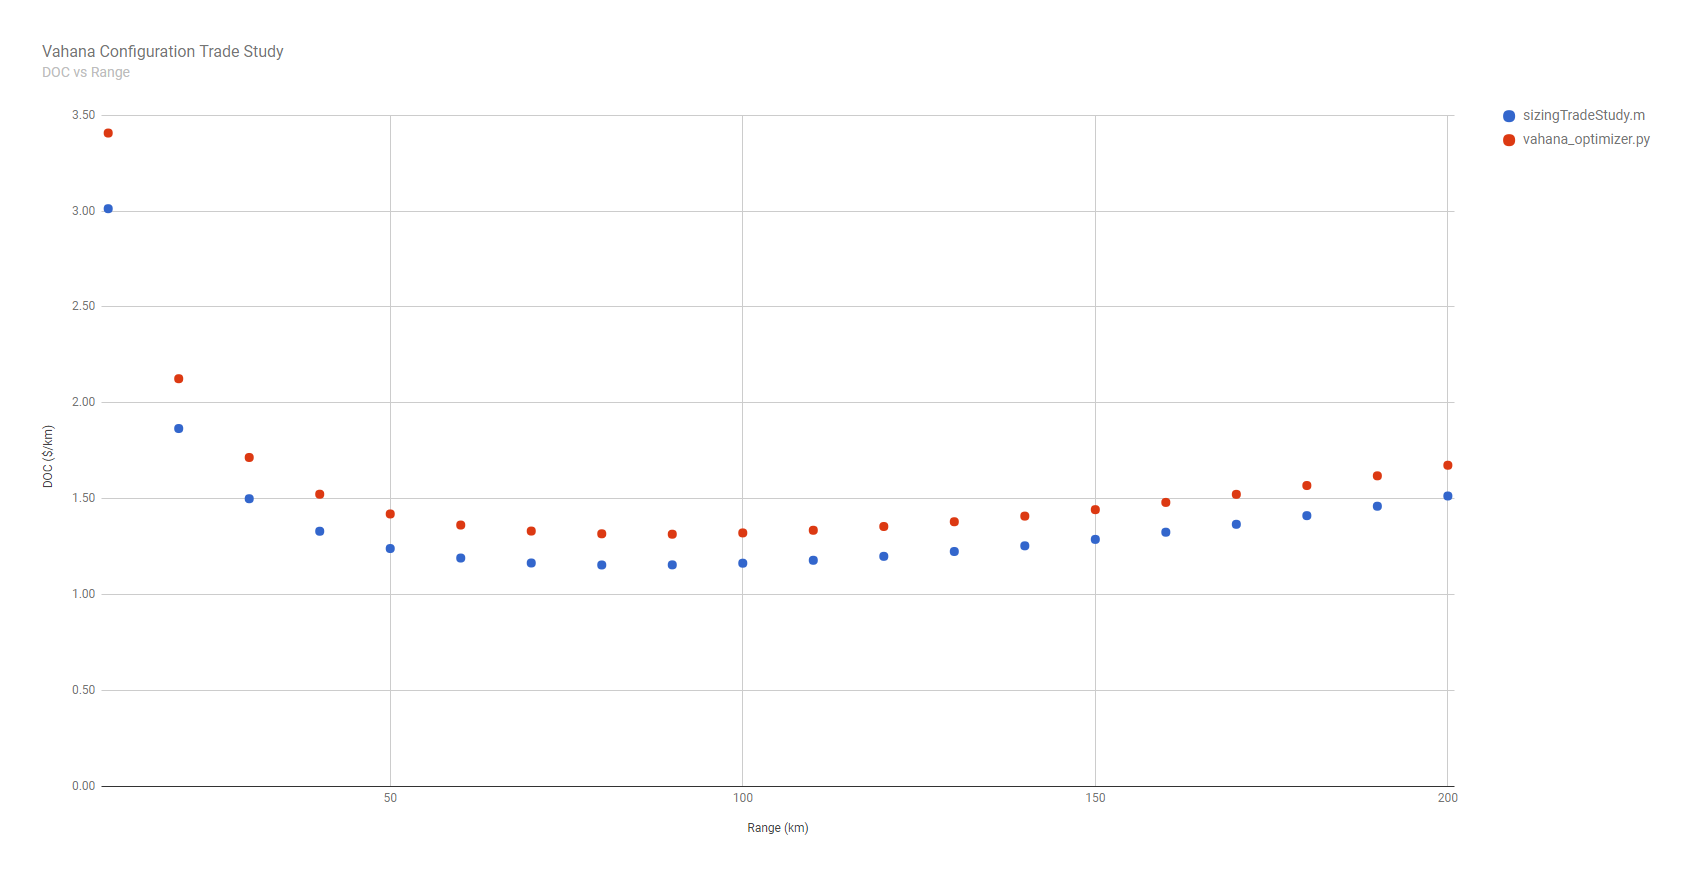 Vahana Configuration Trade Study
DOC vs Range
3.50
3.00
2.50
2.00
1.50
1.00
0.50
0.00
DOC ($/km)
50
100
150
200
Range (km)
sizingTradeStudy.m
vahana_optimizer.py